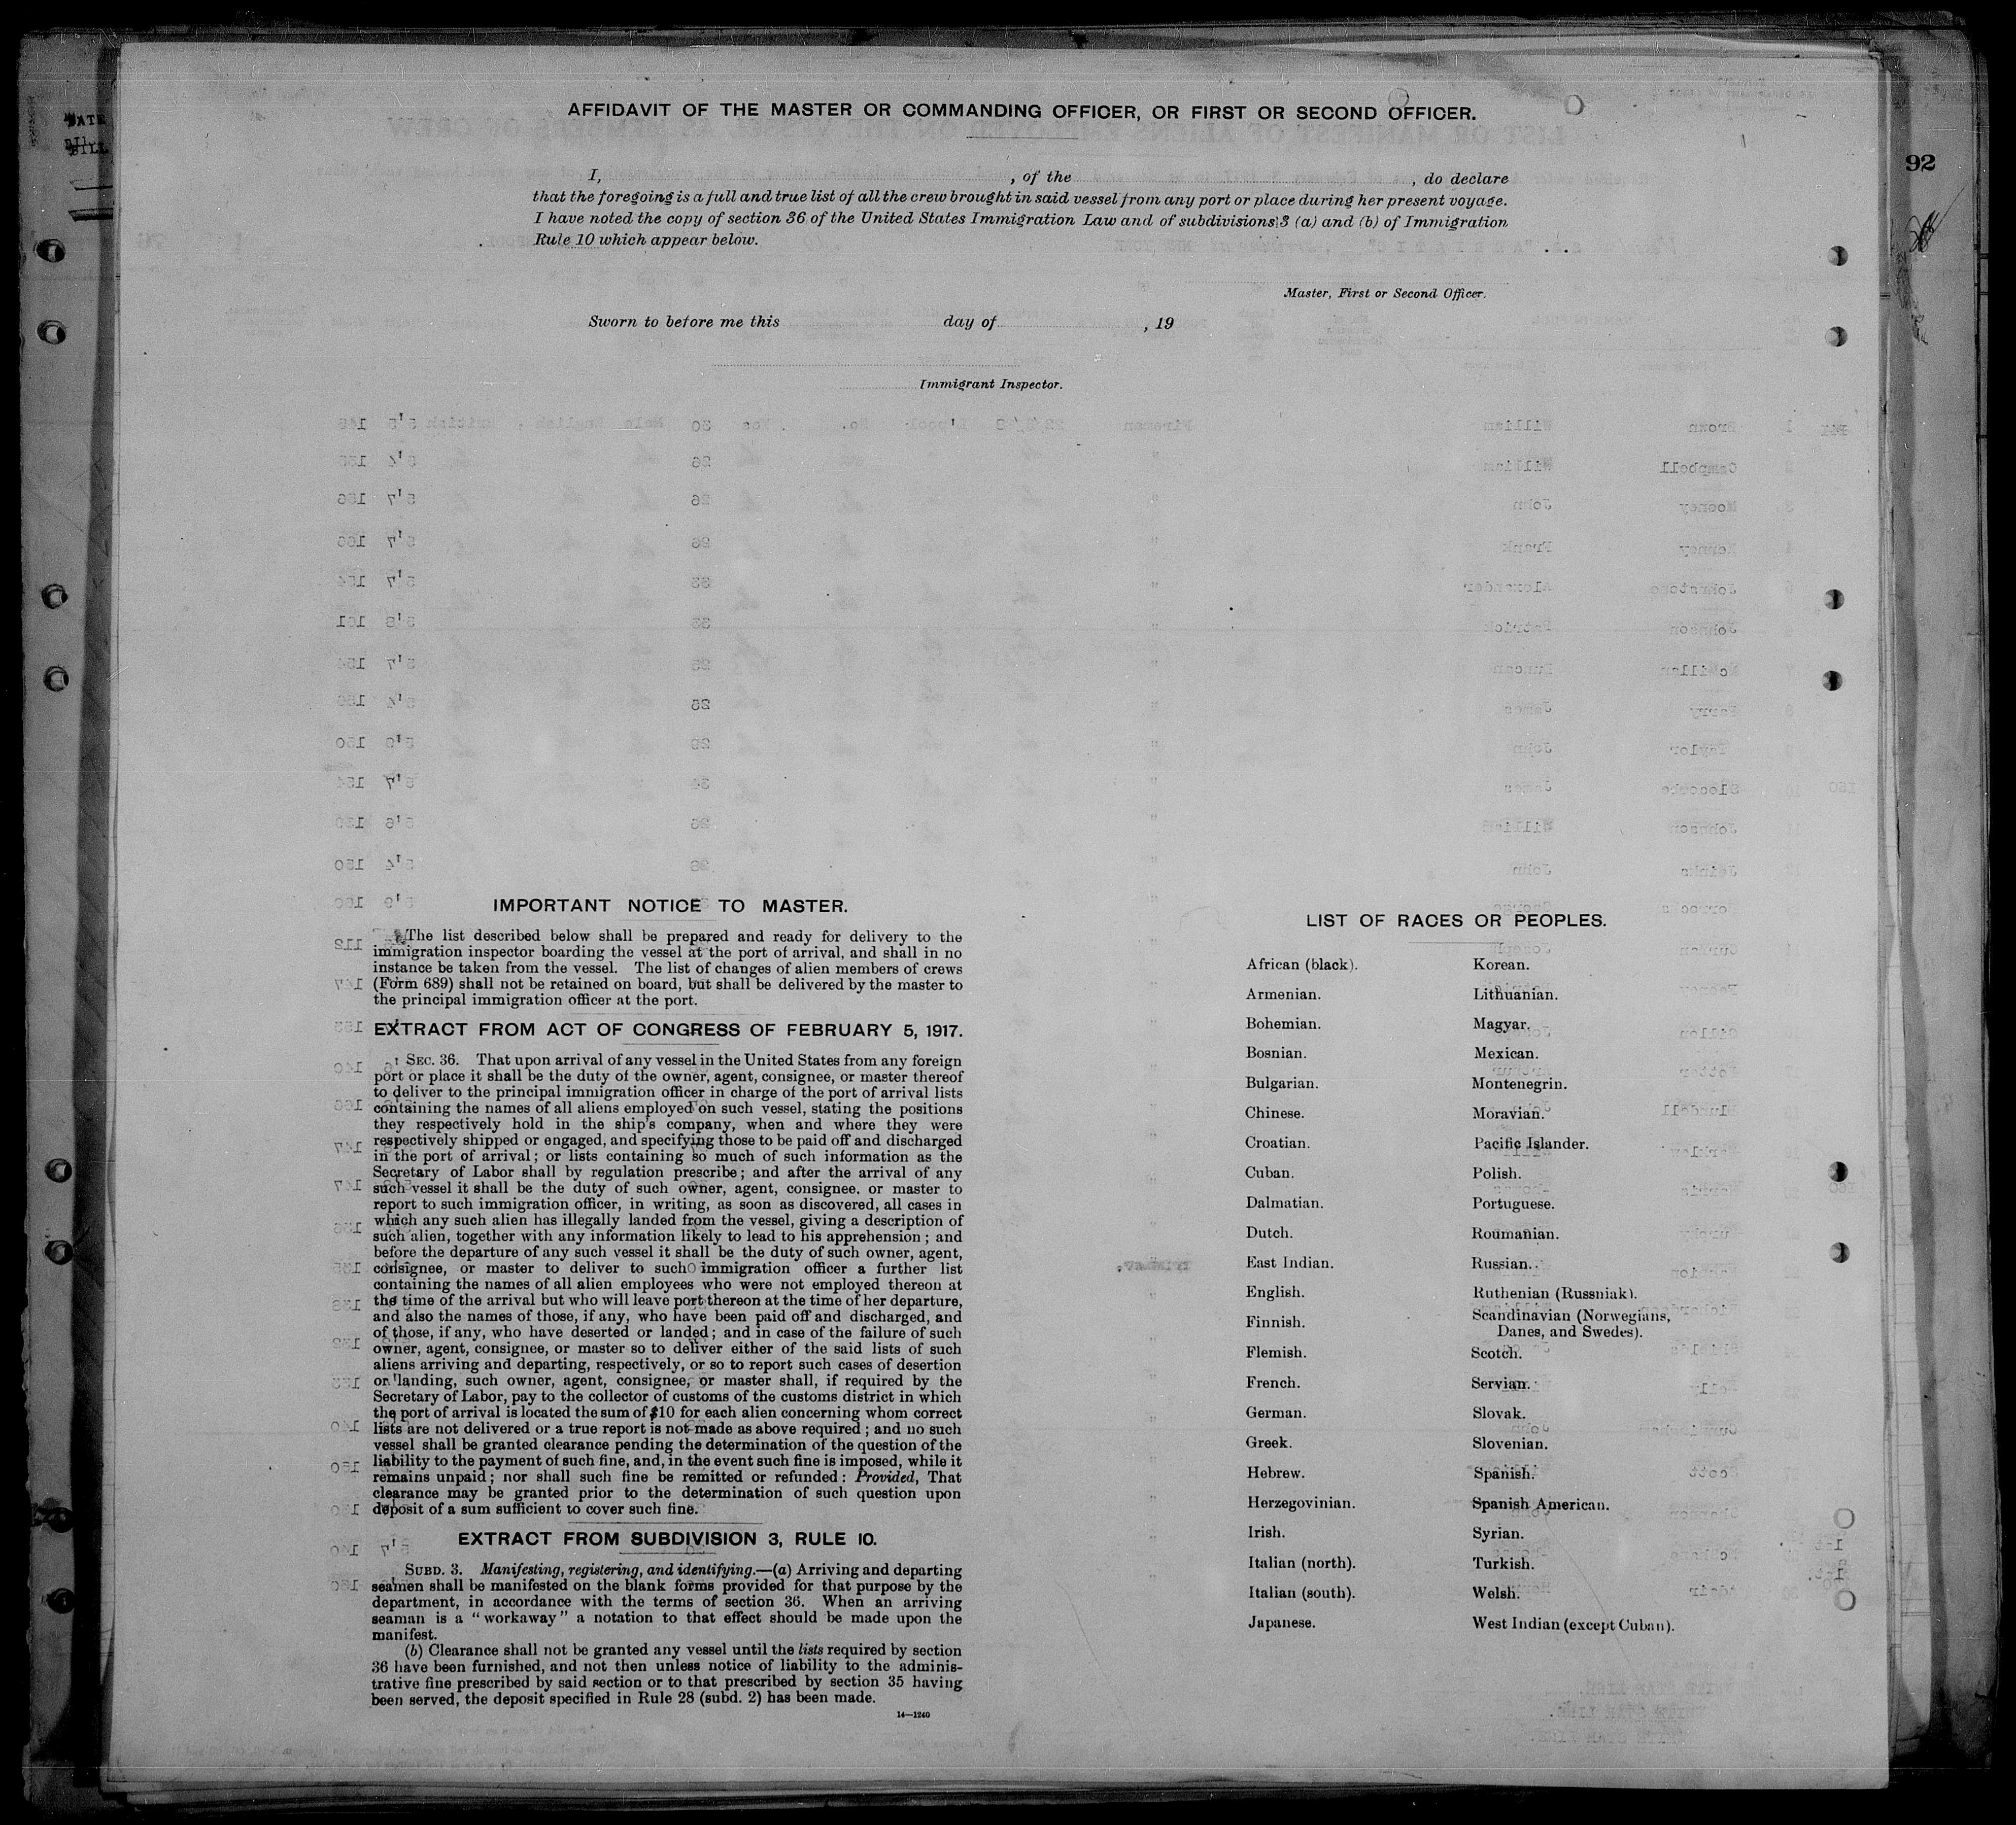 DATE
BILL
92
AFFIDAVIT OF THE MASTER OR COMMANDING OFFICER, OR FIRST OR SECOND OFFICER.
I, , of the , do declare
that the foregoing is a full and true list of all the crew brought in said vessel from any port or place during her present voyage.
I have noted the copy of section 36 of the United States Immigration Law and of subdivisions 3 (a) and (b) of Immigration
Rule 10 which appear below.
Master, First or Second Officer.
Sworn to before me this day of , 19
Immigrant Inspector.
IMPORTANT NOTICE TO MASTER.
The list described below shall be prepared and ready for delivery to the
immigration inspector boarding the vessel at the port of arrival, and shall in no
instance be taken from the vessel. The list of changes of alien members of crews
(Form 689) shall not be retained on board, but shall be delivered by the master to
the principal immigration officer at the port.
EXTRACT FROM ACT OF CONGRESS OF FEBRUARY 5, 1917.
SEC. 36. That upon arrival of any vessel in the United States from any foreign
port or place it shall be the duty of the owner, agent, consignee, or master thereof
to deliver to the principal immigration officer in charge of the port of arrival lists
containing the names of all aliens employed on such vessel, stating the positions
they respectively hold in the ship's company, when and where they were
respectively shipped or engaged, and specifying those to be paid off and discharged
in the port of arrival; or lists containing so much of such information as the
Secretary of Labor shall by regulation prescribe; and after the arrival of any
such vessel it shall be the duty of such owner, agent, consignee, or master to
report to such immigration officer, in writing, as soon as discovered, all cases in
which any such alien has illegally landed from the vessel, giving a description of
such alien, together with any information likely to lead to his apprehension; and
before the departure of any such vessel it shall be the duty of such owner, agent,
consignee, or master to deliver to such immigration officer a further list
containing the names of all alien employees who were not employed thereon at
the time of the arrival but who will leave port thereon at the time of her departure,
and also the names of those, if any, who have been paid off and discharged, and
of those, if any, who have deserted or landed; and in case of the failure of such
owner, agent, consignee, or master so to deliver either of the said lists of such
aliens arriving and departing, respectively, or so to report such cases of desertion
or landing, such owner, agent, consignee, or master shall, if required by the
Secretary of Labor, pay to the collector of customs of the customs district in which
the port of arrival is located the sum of $10 for each alien concerning whom correct
lists are not delivered or a true report is not made as above required; and no such
vessel shall be granted clearance pending the determination of the question of the
liability to the payment of such fine, and, in the event such fine is imposed, while it
remains unpaid; nor shall such fine be remitted or refunded: Provided, That
clearance may be granted prior to the determination of such question upon
deposit of a sum sufficient to cover such fine.
EXTRACT FROM SUBDIVISION 3, RULE 10.
SUBD. 3. Manifesting, registering, and identifying.—(a) Arriving and departing
seamen shall be manifested on the blank forms provided for that purpose by the
department, in accordance with the terms of section 36. When an arriving
seaman is a "workaway" a notation to that effect should be made upon the
manifest.
(b) Clearance shall not be granted any vessel until the lists required by section
36 have been furnished, and not then unless notice of liability to the adminis-
trative fine prescribed by said section or to that prescribed by section 35 having
been served, the deposit specified in Rule 28 (subd. 2) has been made.
14—1240
LIST OF RACES OR PEOPLES.
African (black).
Armenian.
Bohemian.
Bosnian.
Bulgarian.
Chinese.
Croatian.
Cuban.
Dalmatian.
Dutch.
East Indian.
English.
Finnish.
Flemish.
French.
German.
Greek.
Hebrew.
Herzegovinian.
Irish.
Italian (north).
Italian (south).
Japanese.
Korean.
Lithuanian.
Magyar.
Mexican.
Montenegrin.
Moravian.
Pacific Islander.
Polish.
Portuguese.
Roumanian.
Russian.
Ruthenian (Russniak).
Scandinavian (Norwegians,
Danes, and Swedes).
Scotch.
Servian.
Slovak.
Slovenian.
Spanish.
Spanish American.
Syrian.
Turkish.
Welsh.
West Indian (except Cuban).